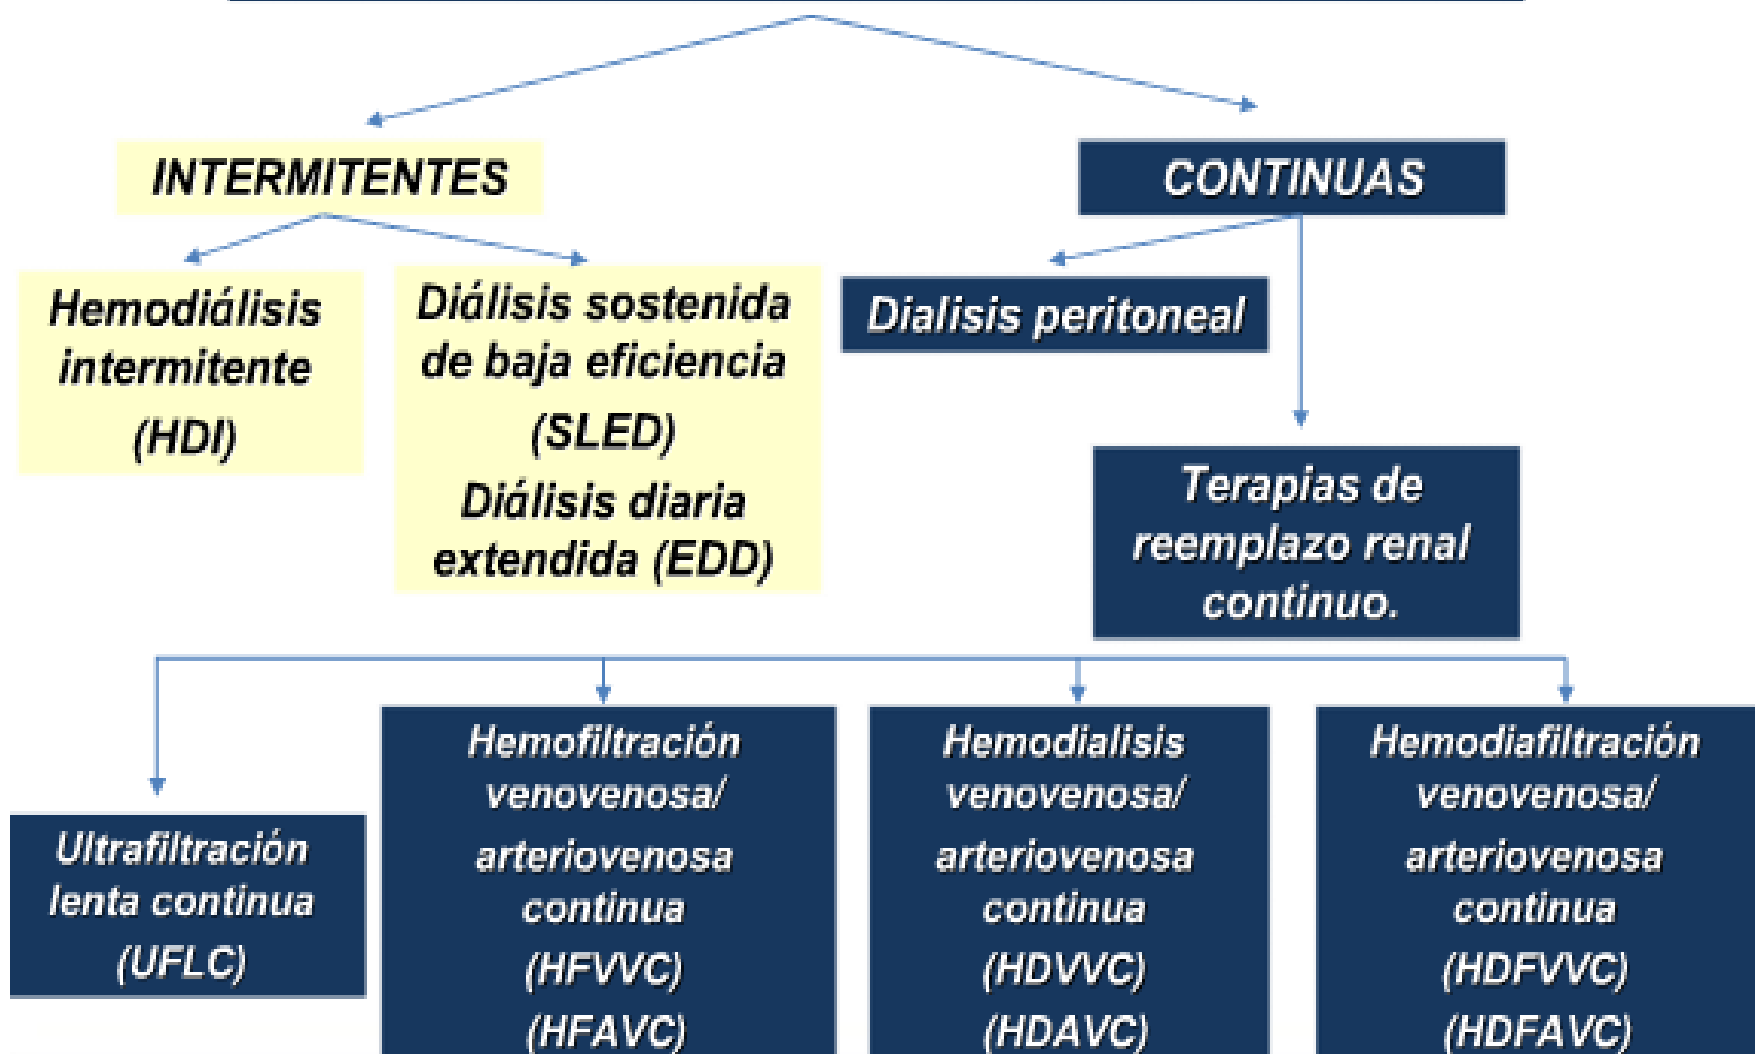 INTERMITENTES
CONTINUAS
Hemodiálisis
intermitente
(HDI)
Diálisis sostenida
de baja eficiencia
(SLED)
Diálisis diaria
extendida (EDD)
Dialisis peritoneal
Terapias de
reemplazo renal
continuo.
Ultrafiltración
lenta continua
(UFLC)
Hemofiltración
venovenosa/
arteriovenosa
continua
(HFVVC)
(HFAVC)
Hemodialisis
venovenosa/
arteriovenosa
continua
(HDVVC)
(HDAVC)
Hemodiafiltración
venovenosa/
arteriovenosa
continua
(HDFVVC)
(HDFAVC)